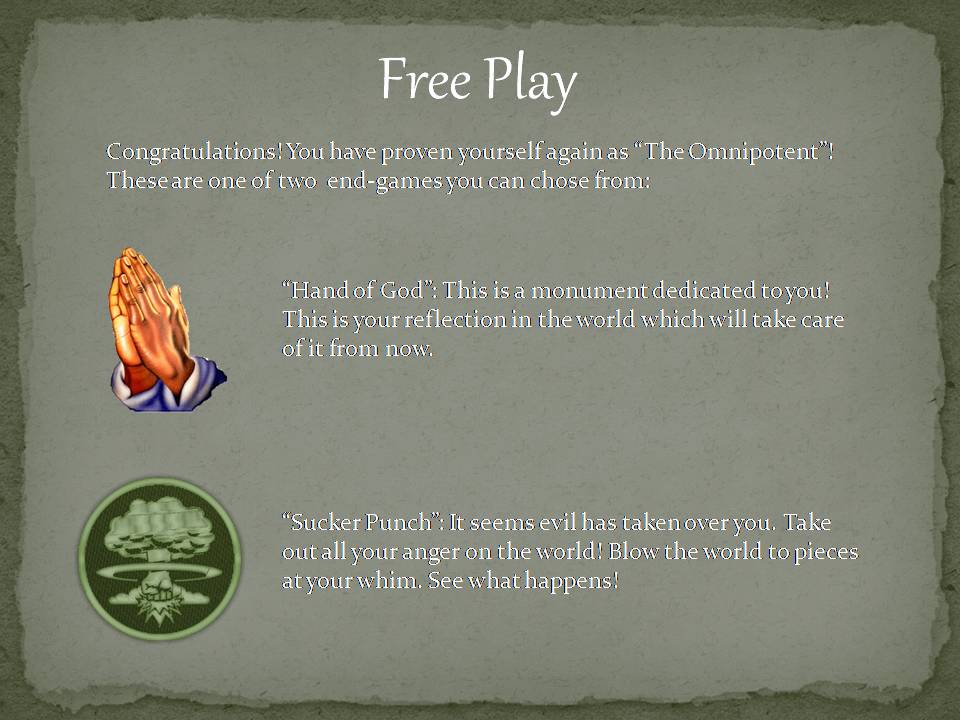 Free Play
Congratulations! You have proven yourself again as “The Omnipotent”!
These are one of two end-games you can chose from:
“Hand of God”: This is a monument dedicated to you!
This is your reflection in the world which will take care
of it from now.
“Sucker Punch”: It seems evil has taken over you. Take
out all your anger on the world! Blow the world to pieces
at your whim. See what happens!